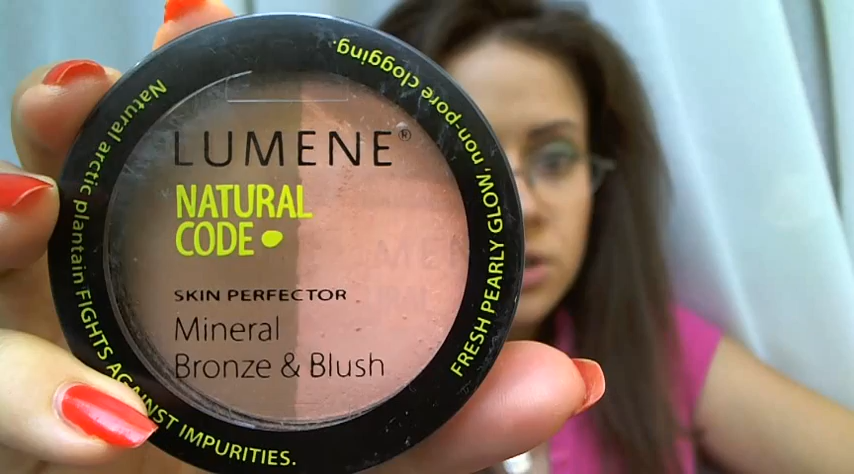 LUMENE®
NATURAL
CODE
SKIN PERFECTOR
Mineral
Bronze & Blush
Natural arctic plantain FIGHTS AGAINST IMPURITIES.
FRESH PEARLY GLOW, non-pore clogging.